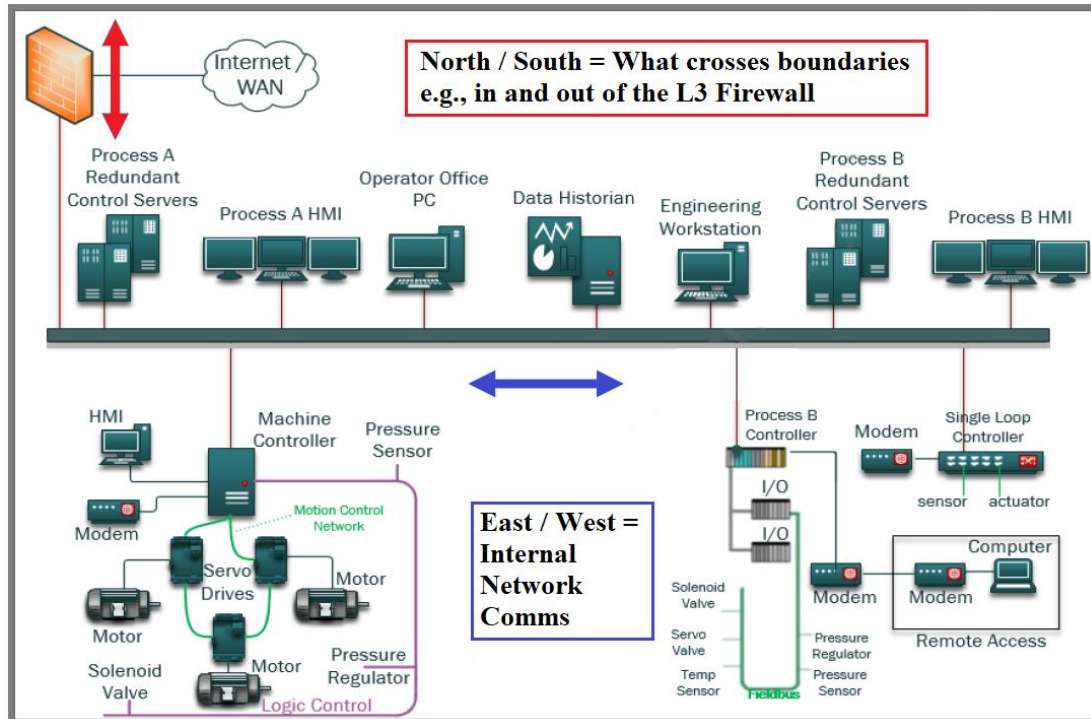 Internet /
WAN
North / South = What crosses boundaries
e.g., in and out of the L3 Firewall
Process A
Redundant
Control Servers
Process A HMI
Operator Office
PC
Data Historian
Engineering
Workstation
Process B
Redundant
Control Servers
Process B HMI
HMI
Machine
Controller
Pressure
Sensor
Modem
Motion Control
Network
Servo
Drives
Motor
Motor
Motor
Solenoid
Valve
Pressure
Regulator
Logic Control
East / West =
Internal
Network
Comms
Process B
Controller
I/O
I/O
Modem
Single Loop
Controller
sensor
actuator
Modem
Modem
Computer
Remote Access
Solenoid
Valve
Servo
Valve
Temp
Sensor
Pressure
Regulator
Pressure
Sensor
Fieldbus